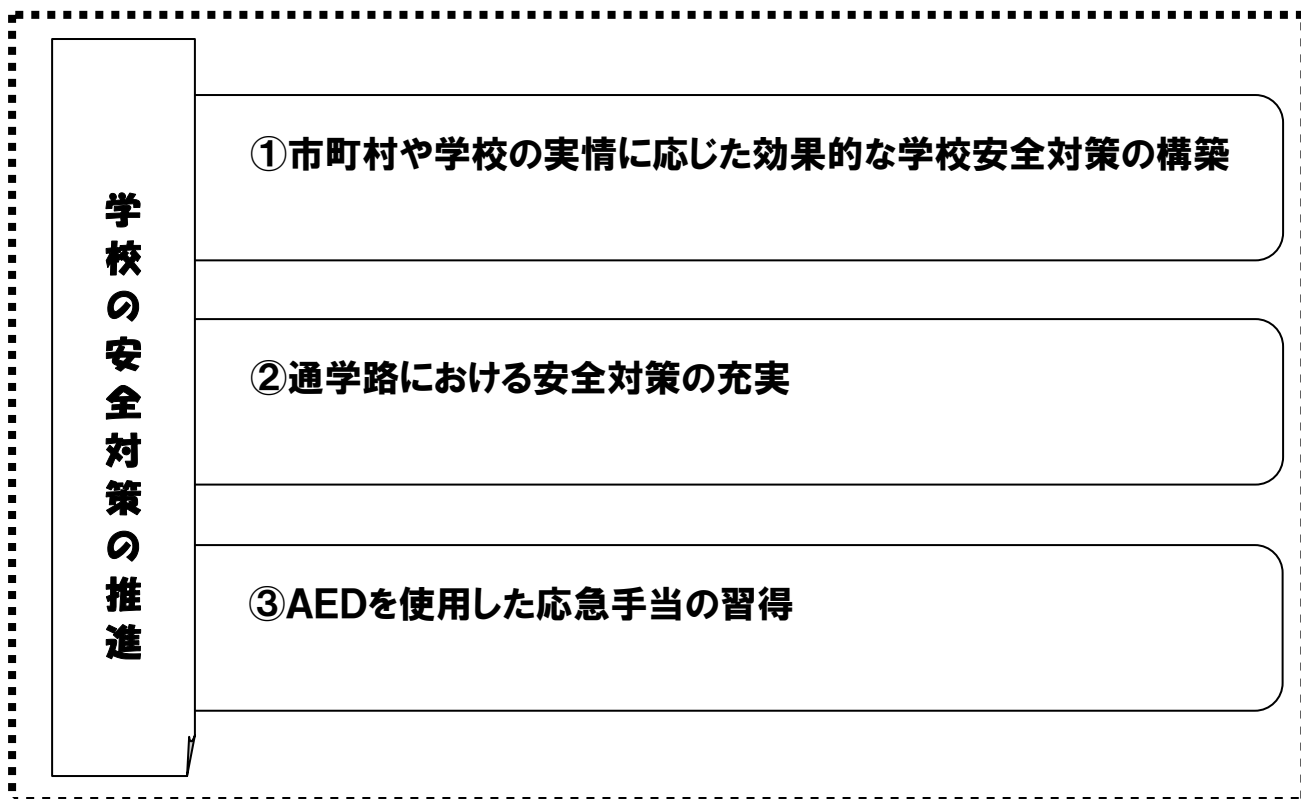 学校の安全対策の推進
①市町村や学校の実情に応じた効果的な学校安全対策の構築
②通学路における安全対策の充実
③AEDを使用した応急手当の習得